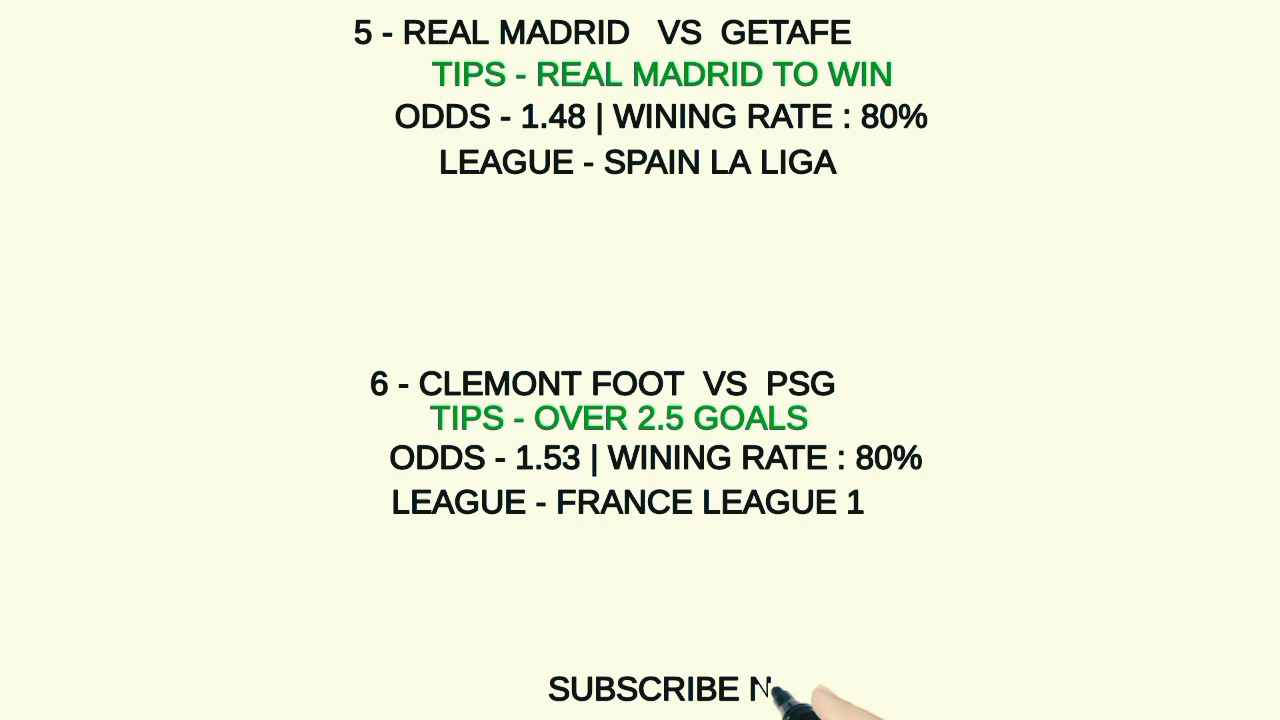 5 - REAL MADRID VS GETAFE
TIPS - REAL MADRID TO WIN
ODDS - 1.48 | WINING RATE : 80%
LEAGUE - SPAIN LA LIGA
6 - CLEMONT FOOT VS PSG
TIPS - OVER 2.5 GOALS
ODDS - 1.53 | WINING RATE : 80%
LEAGUE - FRANCE LEAGUE 1
SUBSCRIBE N